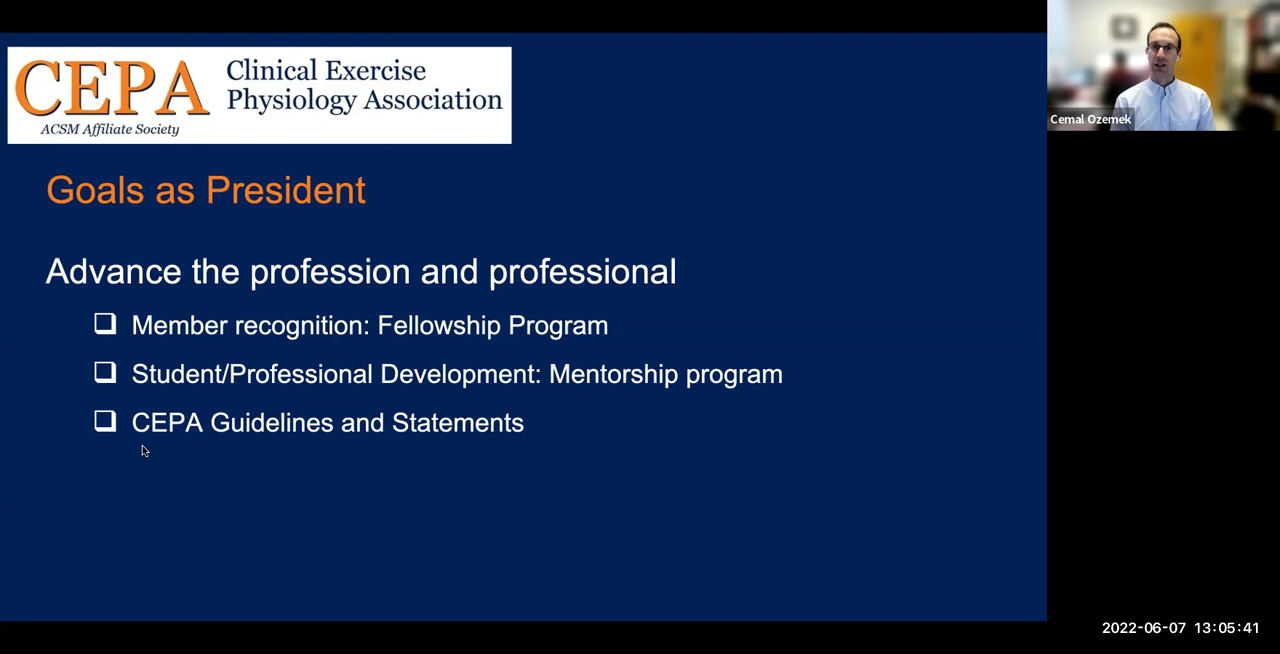 CEPA
Clinical Exercise
Physiology Association
ACSM Affiliate Society
Goals as President
Advance the profession and professional
Member recognition: Fellowship Program
Student/Professional Development: Mentorship program
CEPA Guidelines and Statements
Cemal Ozemek
2022-06-07 13:05:41